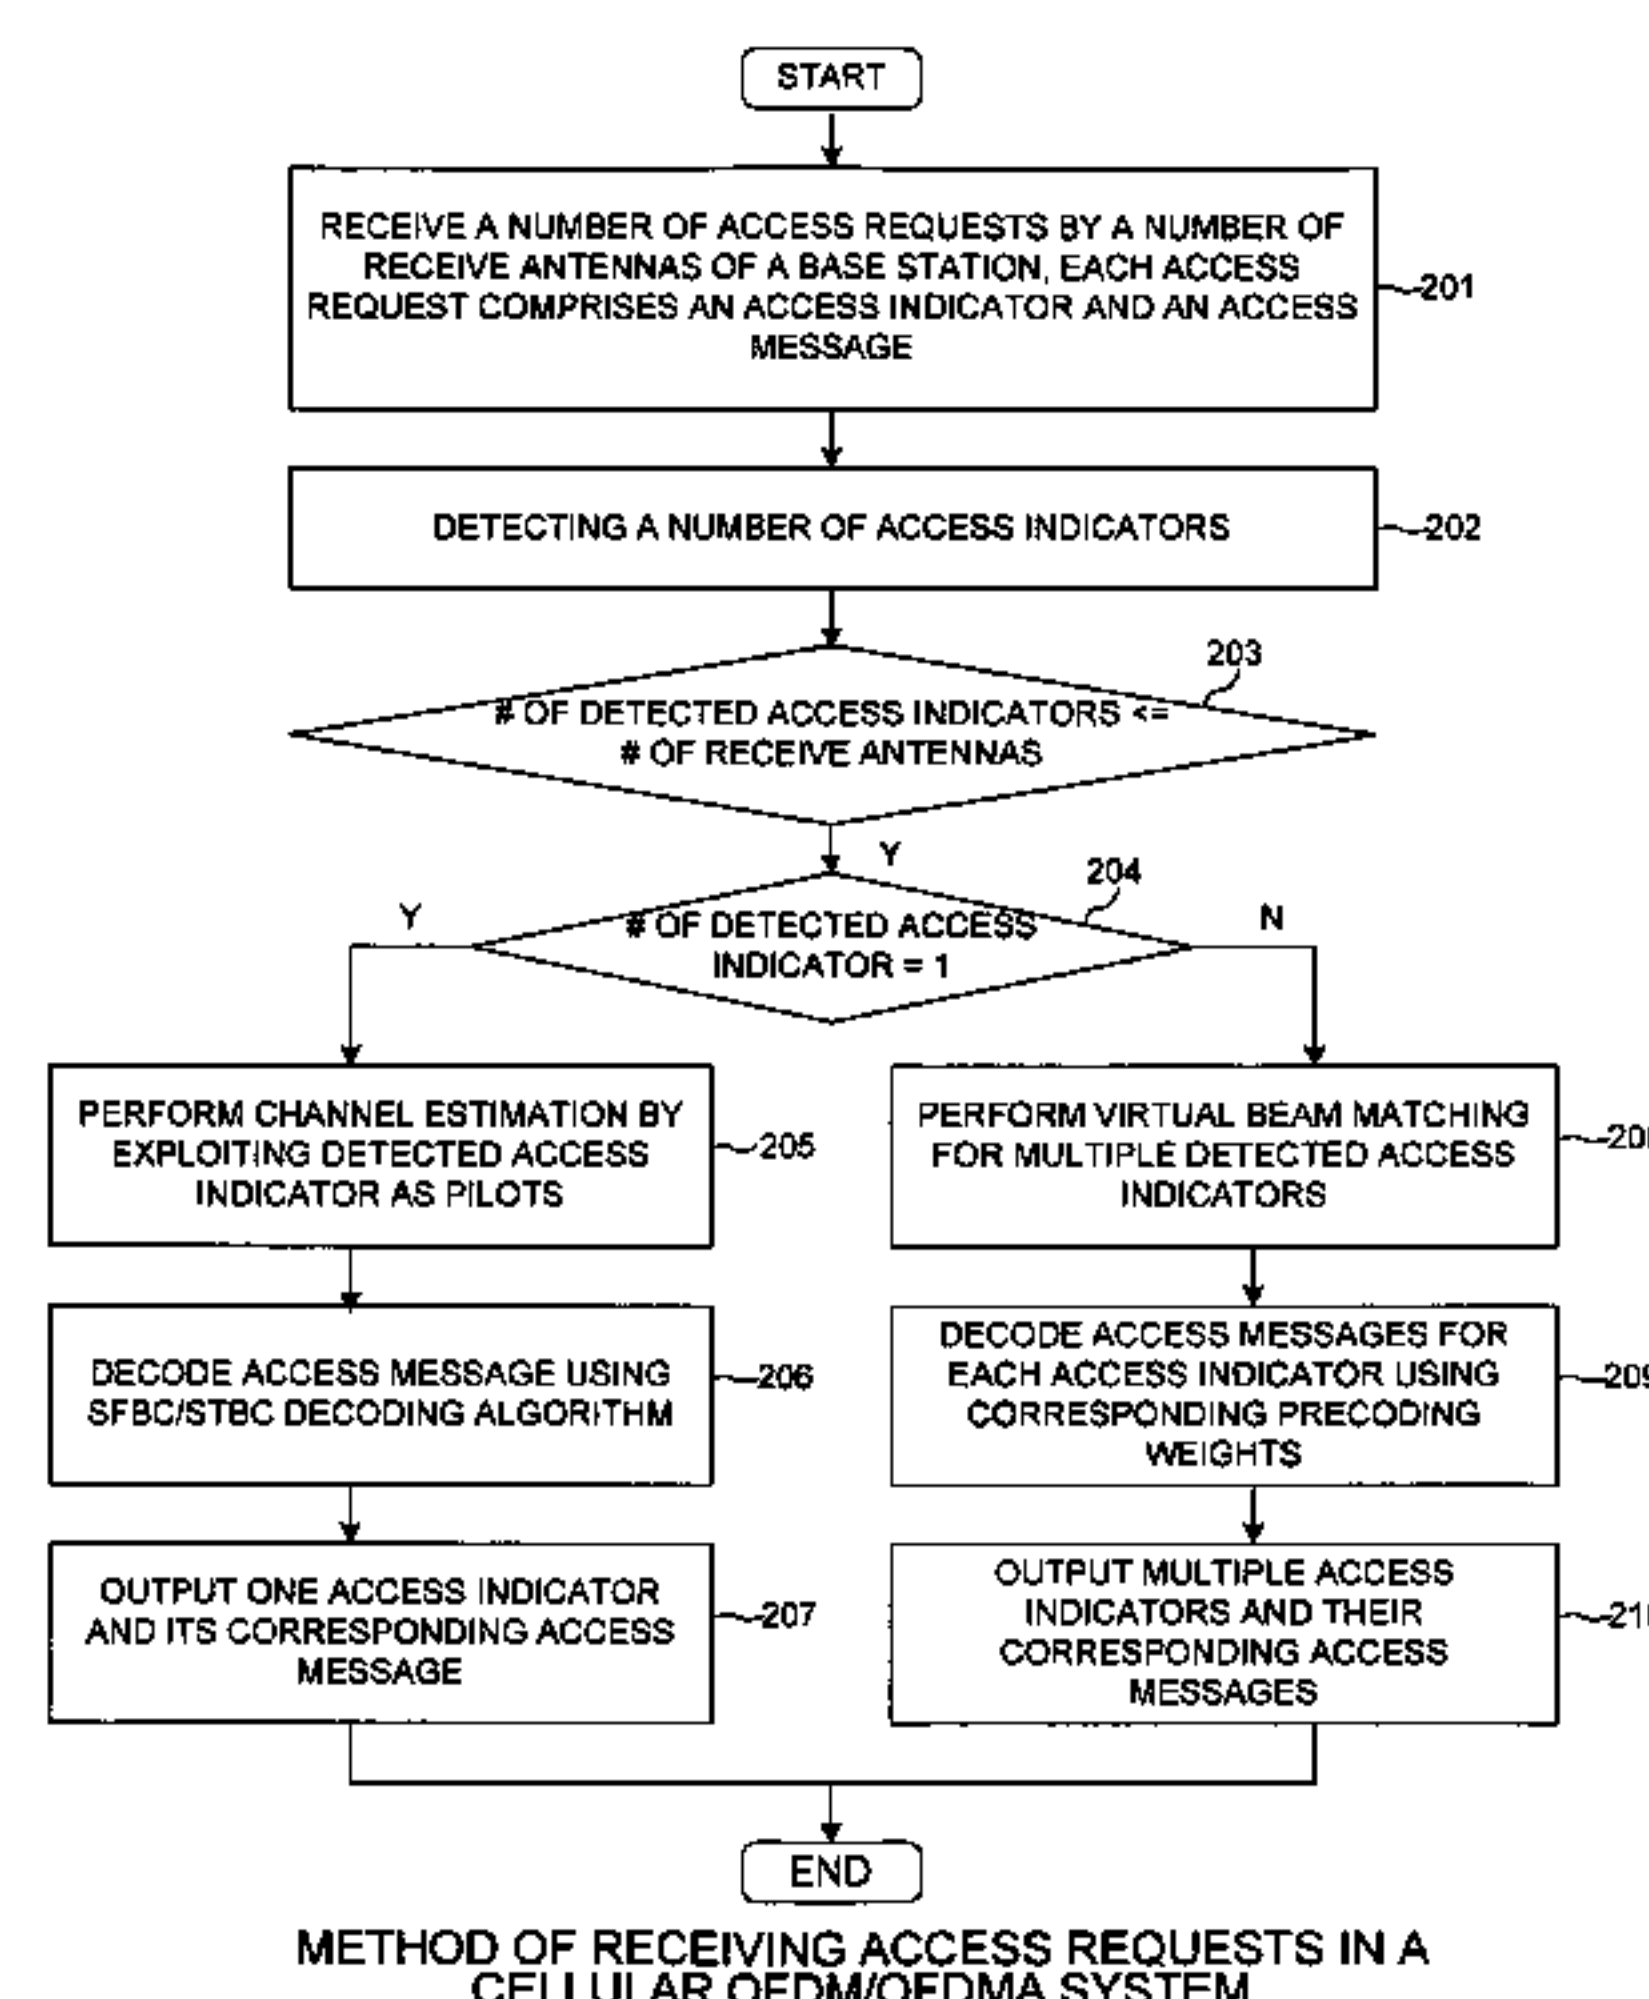 START
RECEIVE A NUMBER OF ACCESS REQUESTS BY A NUMBER OF
RECEIVE ANTENNAS OF A BASE STATION, EACH ACCESS
REQUEST COMPRISES AN ACCESS INDICATOR AND AN ACCESS
MESSAGE
201
DETECTING A NUMBER OF ACCESS INDICATORS
202
203
# OF DETECTED ACCESS INDICATORS <=
# OF RECEIVE ANTENNAS
Y
204
Y
# OF DETECTED ACCESS
INDICATOR = 1
N
PERFORM CHANNEL ESTIMATION BY
EXPLOITING DETECTED ACCESS
INDICATOR AS PILOTS
205
PERFORM VIRTUAL BEAM MATCHING
FOR MULTIPLE DETECTED ACCESS
INDICATORS
DECODE ACCESS MESSAGE USING
SFBC/STBC DECODING ALGORITHM
206
DECODE ACCESS MESSAGES FOR
EACH ACCESS INDICATOR USING
CORRESPONDING PRECODING
WEIGHTS
209
OUTPUT ONE ACCESS INDICATOR
AND ITS CORRESPONDING ACCESS
MESSAGE
207
OUTPUT MULTIPLE ACCESS
INDICATORS AND THEIR
CORRESPONDING ACCESS
MESSAGES
END
METHOD OF RECEIVING ACCESS REQUESTS IN A
CELLULAR OFDM/OFDMA SYSTEM